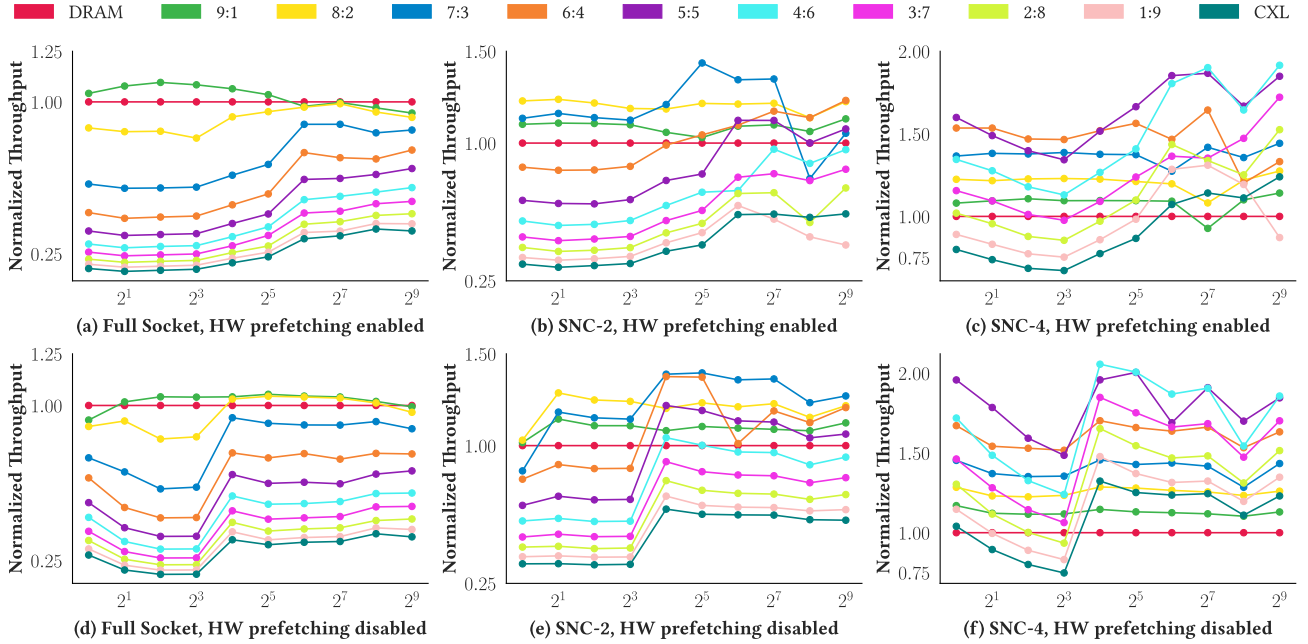 DRAM 9:1 8:2 7:3 6:4 5:5 4:6 3:7 2:8 1:9 CXL
Normalized Throughput
1.25
1.00
0.25
2^1 2^3 2^5 2^7 2^9
(a) Full Socket, HW prefetching enabled
Normalized Throughput
1.50
1.00
0.25
2^1 2^3 2^5 2^7 2^9
(b) SNC-2, HW prefetching enabled
Normalized Throughput
2.00
1.50
1.00
0.75
2^1 2^3 2^5 2^7 2^9
(c) SNC-4, HW prefetching enabled
Normalized Throughput
1.25
1.00
0.25
2^1 2^3 2^5 2^7 2^9
(d) Full Socket, HW prefetching disabled
Normalized Throughput
1.50
1.00
0.25
2^1 2^3 2^5 2^7 2^9
(e) SNC-2, HW prefetching disabled
Normalized Throughput
2.00
1.50
1.00
0.75
2^1 2^3 2^5 2^7 2^9
(f) SNC-4, HW prefetching disabled